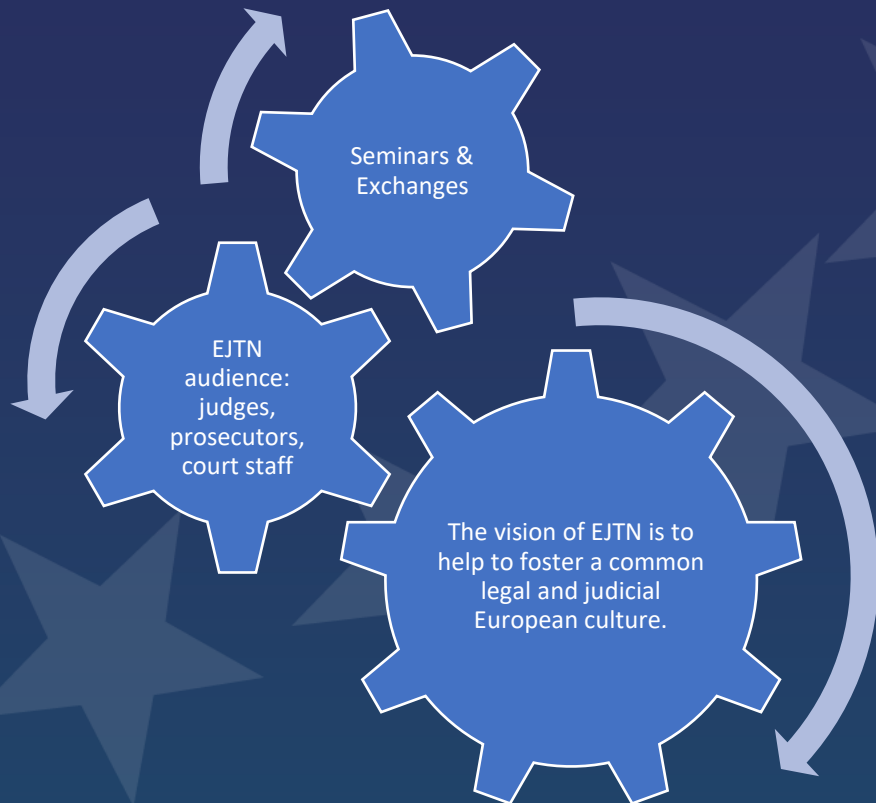 Seminars &
Exchanges
EJTN
audience:
judges,
prosecutors,
court staff
The vision of EJTN is to
help to foster a common
legal and judicial
European culture.